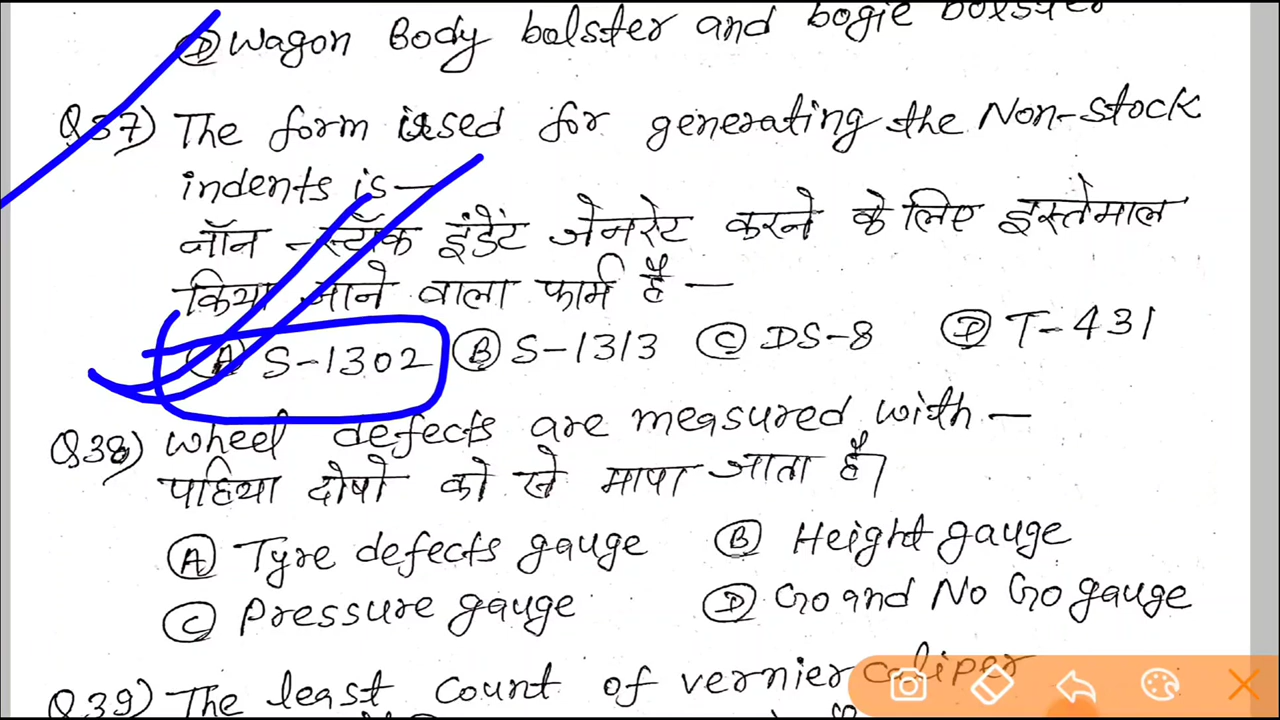 (D) Wagon Body bolster and bogie bolster
Q37) The form used for generating the Non-stock
indents is —
नॉन -स्टॉक इंडेंट जेनरेट करने के लिए इस्तेमाल
किया जाने वाला फार्म है —
(A) S-1302 (B) S-1313 (C) DS-8 (D) T-431
Q38) Wheel defects are measured with —
पहिया दोषो को से मापा जाता है।
(A) Tyre defects gauge (B) Height gauge
(C) Pressure gauge (D) Go and No Go gauge
Q39) The least count of vernier caliper